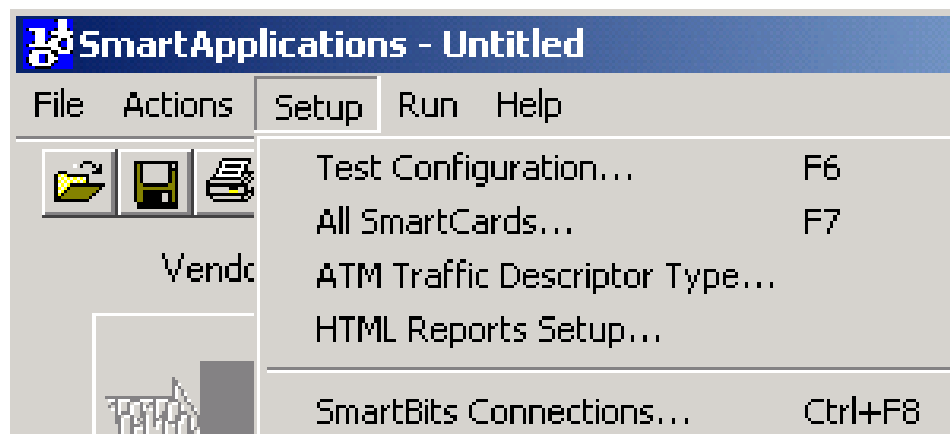 SmartApplications - Untitled
File Actions Setup Run Help
Test Configuration... F6
All SmartCards... F7
ATM Traffic Descriptor Type...
HTML Reports Setup...
SmartBits Connections... Ctrl+F8